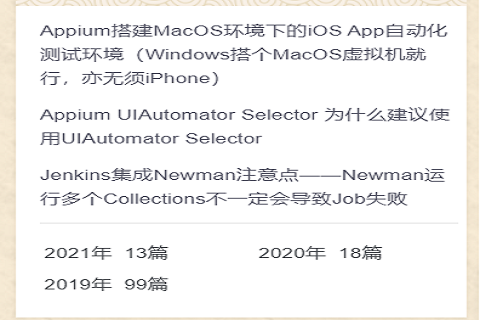 Appium搭建MacOS环境下的iOS App自动化
测试环境（Windows搭个MacOS虚拟机就
行，亦无须iPhone）
Appium UIAutomator Selector 为什么建议使
用UIAutomator Selector
Jenkins集成Newman注意点——Newman运
行多个Collections不一定会导致Job失败
2021年 13篇 2020年 18篇
2019年 99篇